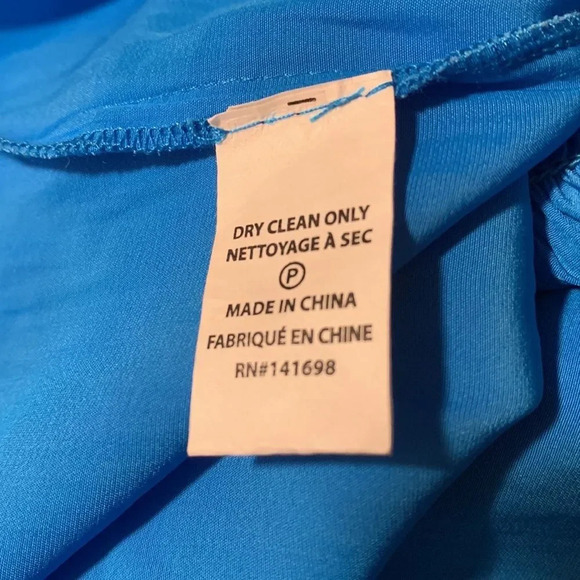 DRY CLEAN ONLY
NETTOYAGE À SEC
P
MADE IN CHINA
FABRIQUÉ EN CHINE
RN#141698